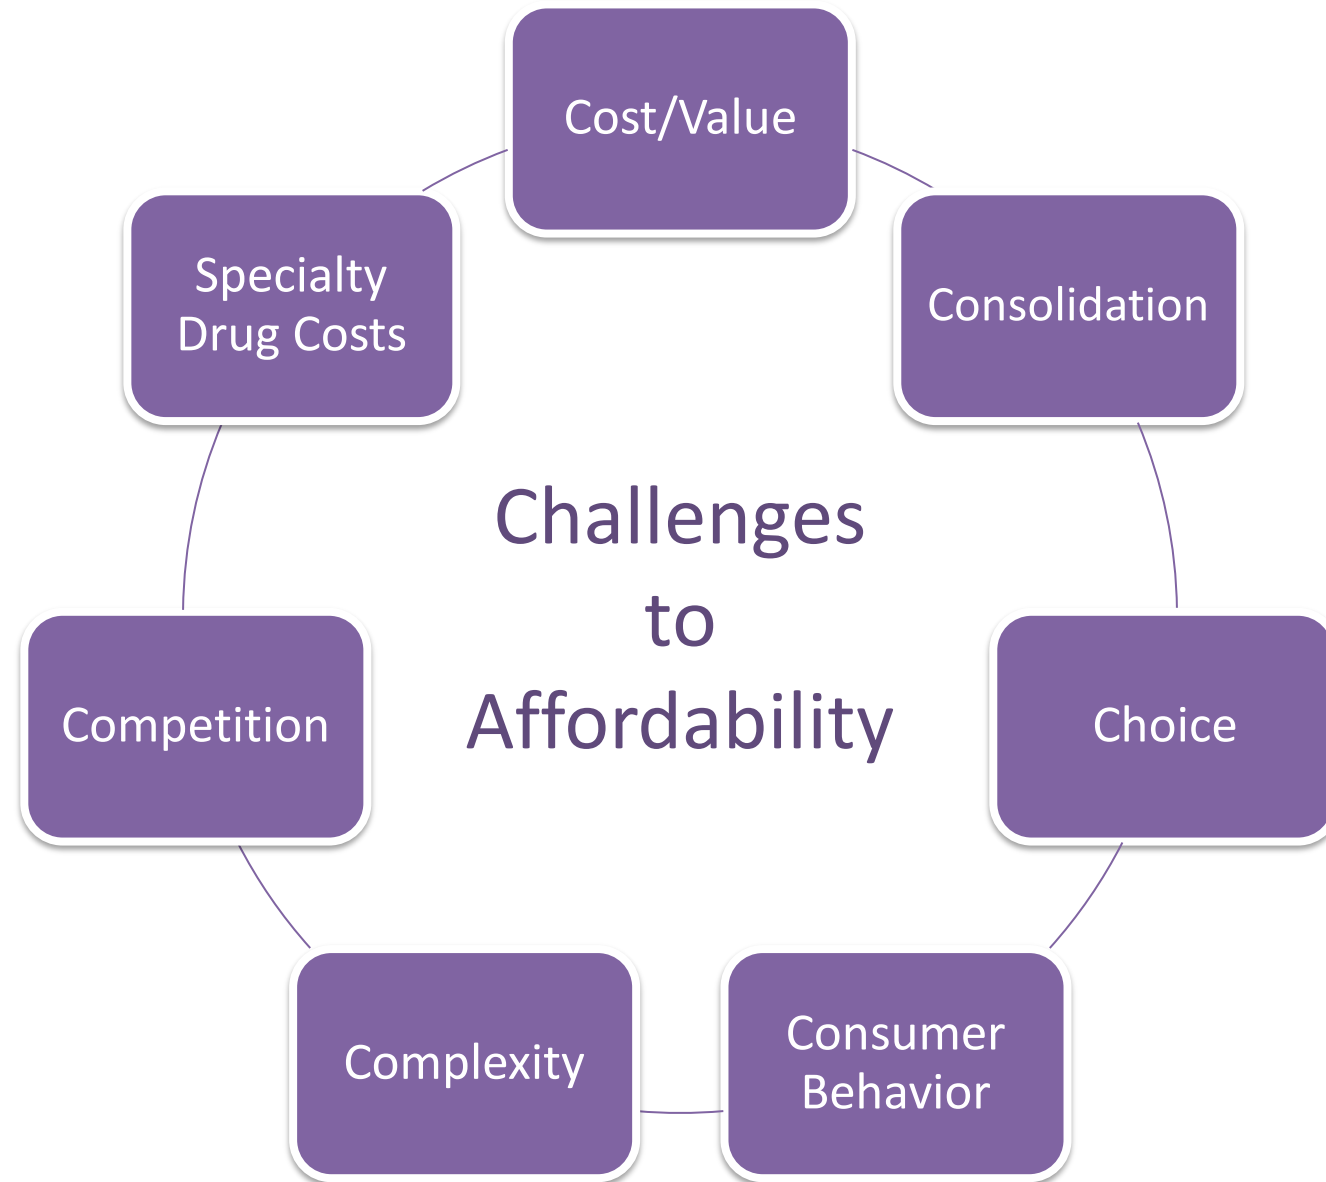 Cost/Value
Consolidation
Choice
Consumer
Behavior
Complexity
Competition
Specialty
Drug Costs
Challenges
to
Affordability